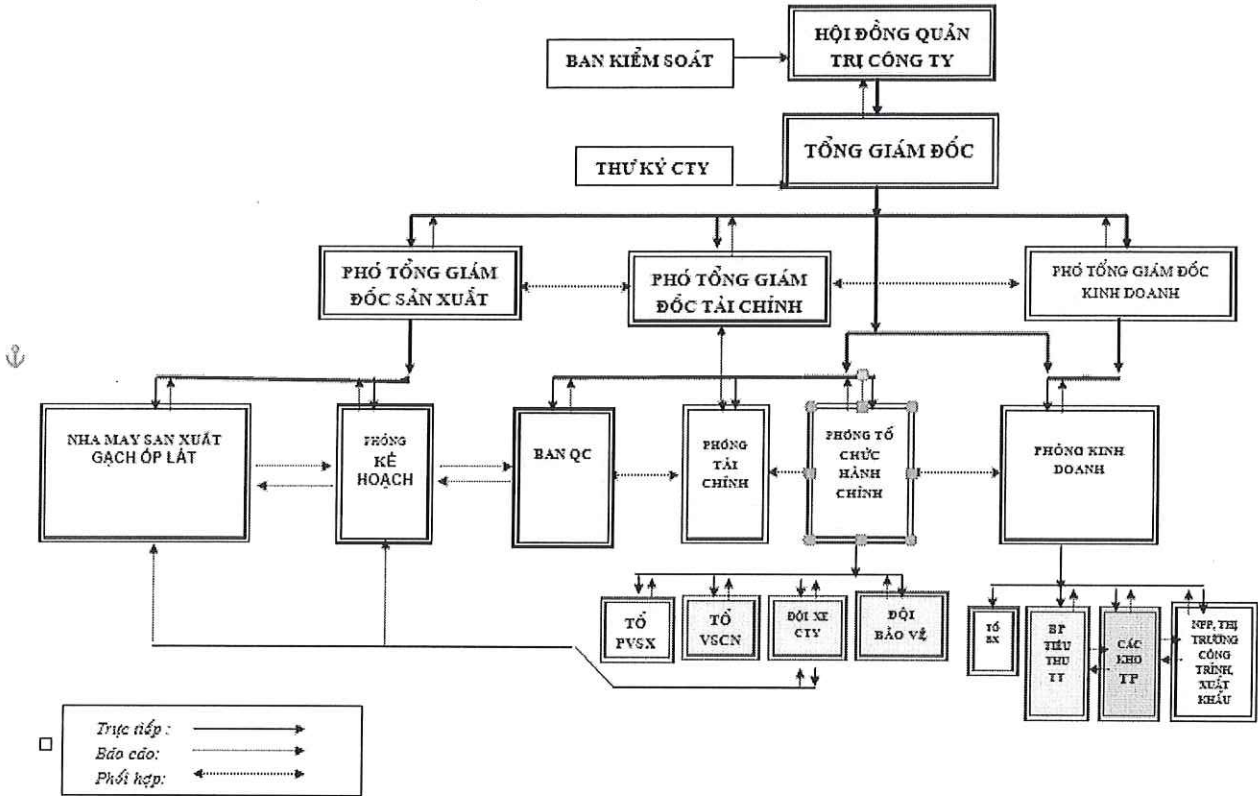 BAN KIỂM SOÁT
HỘI ĐỒNG QUẢN
TRỊ CÔNG TY
THƯ KÝ CTY
TỔNG GIÁM ĐỐC
PHÓ TỔNG GIÁM
ĐỐC SẢN XUẤT
PHÓ TỔNG GIÁM
ĐỐC TÀI CHÍNH
PHÓ TỔNG GIÁM ĐỐC
KINH DOANH
NHA MAY SAN XUẤT
GẠCH ỐP LÁT
PHÒNG
KẾ
HOẠCH
BAN QC
PHÒNG
TÀI
CHÍNH
PHÒNG TỔ
CHỨC
HÀNH
CHÍNH
PHÒNG KINH
DOANH
TỔ
PVSX
TỔ
VSCN
ĐỘI XE
CTY
ĐỘI
BẢO VỆ
TỔ
BX
BP
TIÊU
THU
TT
CÁC
KHO
TP
NPP, THỊ
TRƯỜNG
CÔNG
TRÌNH,
XUẤT
KHẨU
Trực tiếp :
Báo cáo:
Phối hợp: